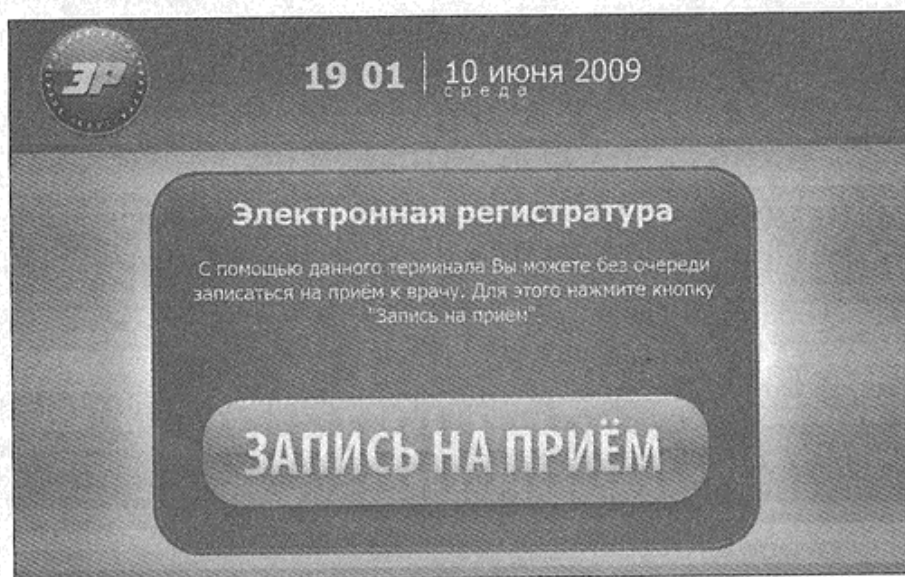 ЭР
19 01
10 июня 2009
среда
Электронная регистратура
С помощью данного терминала Вы можете без очереди
записаться на приём к врачу. Для этого нажмите кнопку
"Запись на приём".
ЗАПИСЬ НА ПРИЁМ